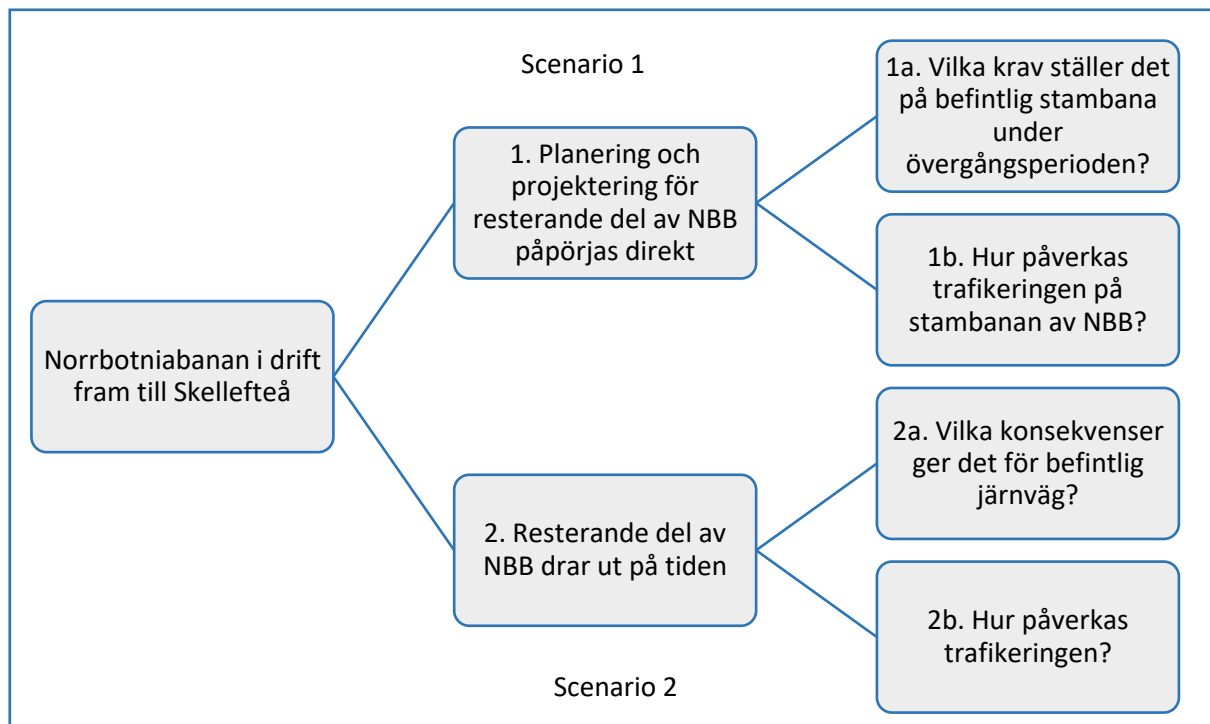 Scenario 1
1a. Vilka krav ställer det
på befintlig stambana
under
övergångsperioden?
1. Planering och
projektering för
resterande del av NBB
påpörjas direkt
1b. Hur påverkas
trafikeringen på
stambanan av NBB?
Norrbotniabanan i drift
fram till Skellefteå
2a. Vilka konsekvenser
ger det för befintlig
järnväg?
2. Resterande del av
NBB drar ut på tiden
2b. Hur påverkas
trafikeringen?
Scenario 2